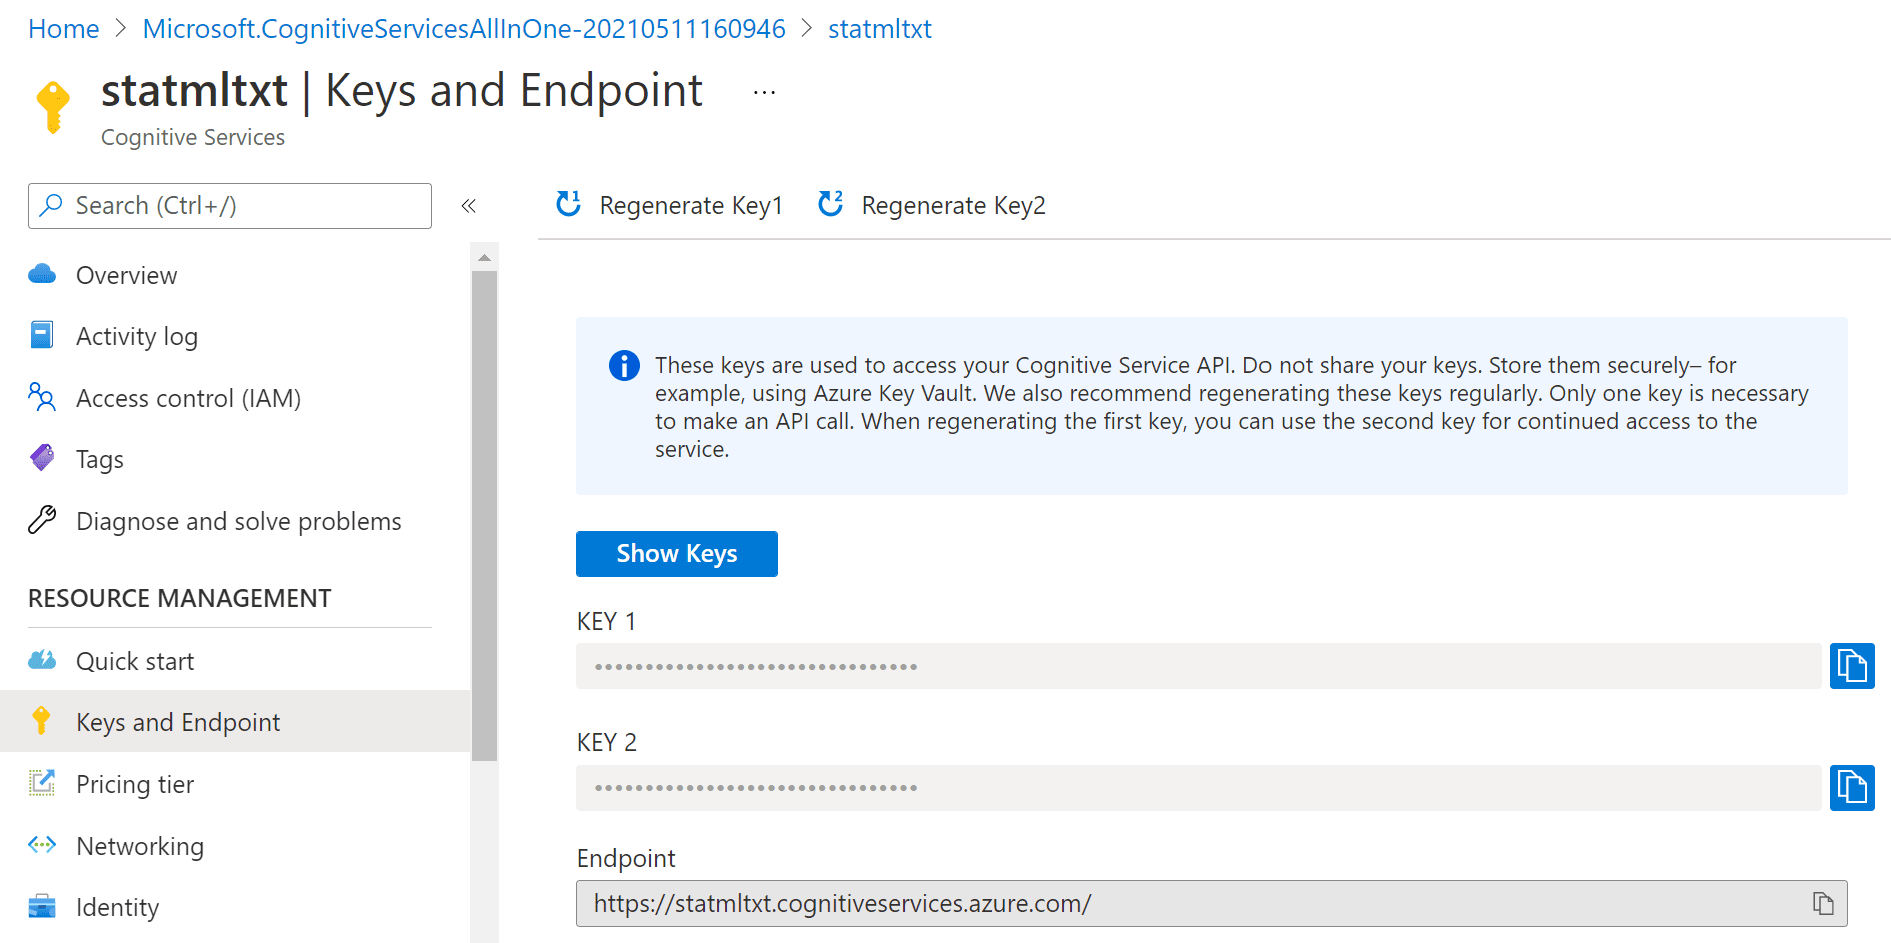 Home > Microsoft.CognitiveServicesAllInOne-20210511160946 > statmltxt
statmltxt | Keys and Endpoint ...
Cognitive Services
Search (Ctrl+/)
«
Overview
Activity log
Access control (IAM)
Tags
Diagnose and solve problems
RESOURCE MANAGEMENT
Quick start
Keys and Endpoint
Pricing tier
Networking
Identity
1 Regenerate Key1 2 Regenerate Key2
These keys are used to access your Cognitive Service API. Do not share your keys. Store them securely– for
example, using Azure Key Vault. We also recommend regenerating these keys regularly. Only one key is necessary
to make an API call. When regenerating the first key, you can use the second key for continued access to the
service.
Show Keys
KEY 1
••••••••••••••••••••••••••••••••
KEY 2
••••••••••••••••••••••••••••••••
Endpoint
https://statmltxt.cognitiveservices.azure.com/